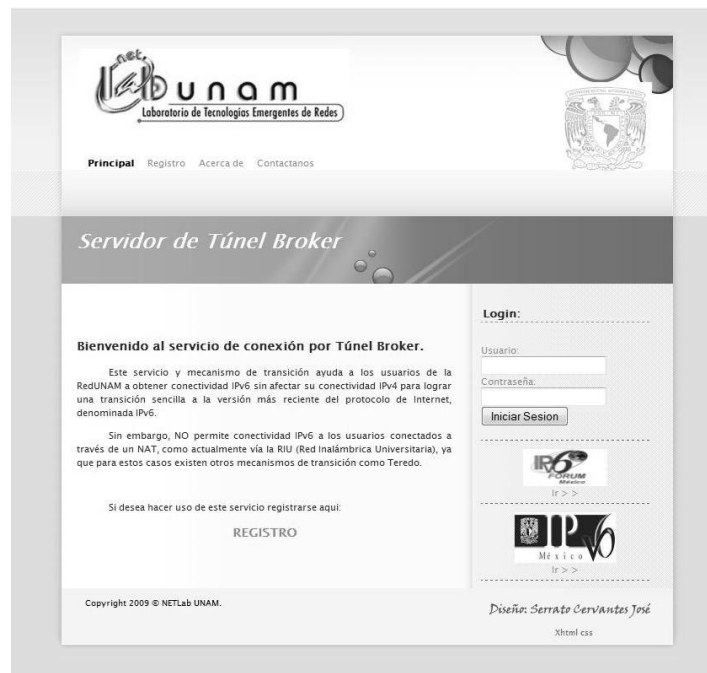 net.
lab unam
Laboratorio de Tecnologías Emergentes de Redes
Principal Registro Acerca de Contactanos
Servidor de Túnel Broker
Bienvenido al servicio de conexión por Túnel Broker.
Este servicio y mecanismo de transición ayuda a los usuarios de la
RedUNAM a obtener conectividad IPv6 sin afectar su conectividad IPv4 para lograr
una transición sencilla a la versión más reciente del protocolo de Internet,
denominada IPv6.
Sin embargo, NO permite conectividad IPv6 a los usuarios conectados a
través de un NAT, como actualmente vía la RIU (Red Inalámbrica Universitaria), ya
que para estos casos existen otros mecanismos de transición como Teredo.
Si desea hacer uso de este servicio registrarse aqui:
REGISTRO
Login:
Usuario:
Contraseña:
Iniciar Sesion
IPv6
FORUM
México
Ir > >
IPv6
México
Ir > >
Copyright 2009 © NETLab UNAM.
Diseño: Serrato Cervantes José
Xhtml css